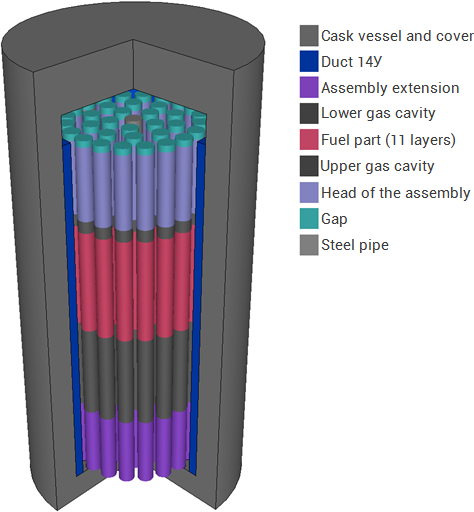 Cask vessel and cover
Duct 14У
Assembly extension
Lower gas cavity
Fuel part (11 layers)
Upper gas cavity
Head of the assembly
Gap
Steel pipe